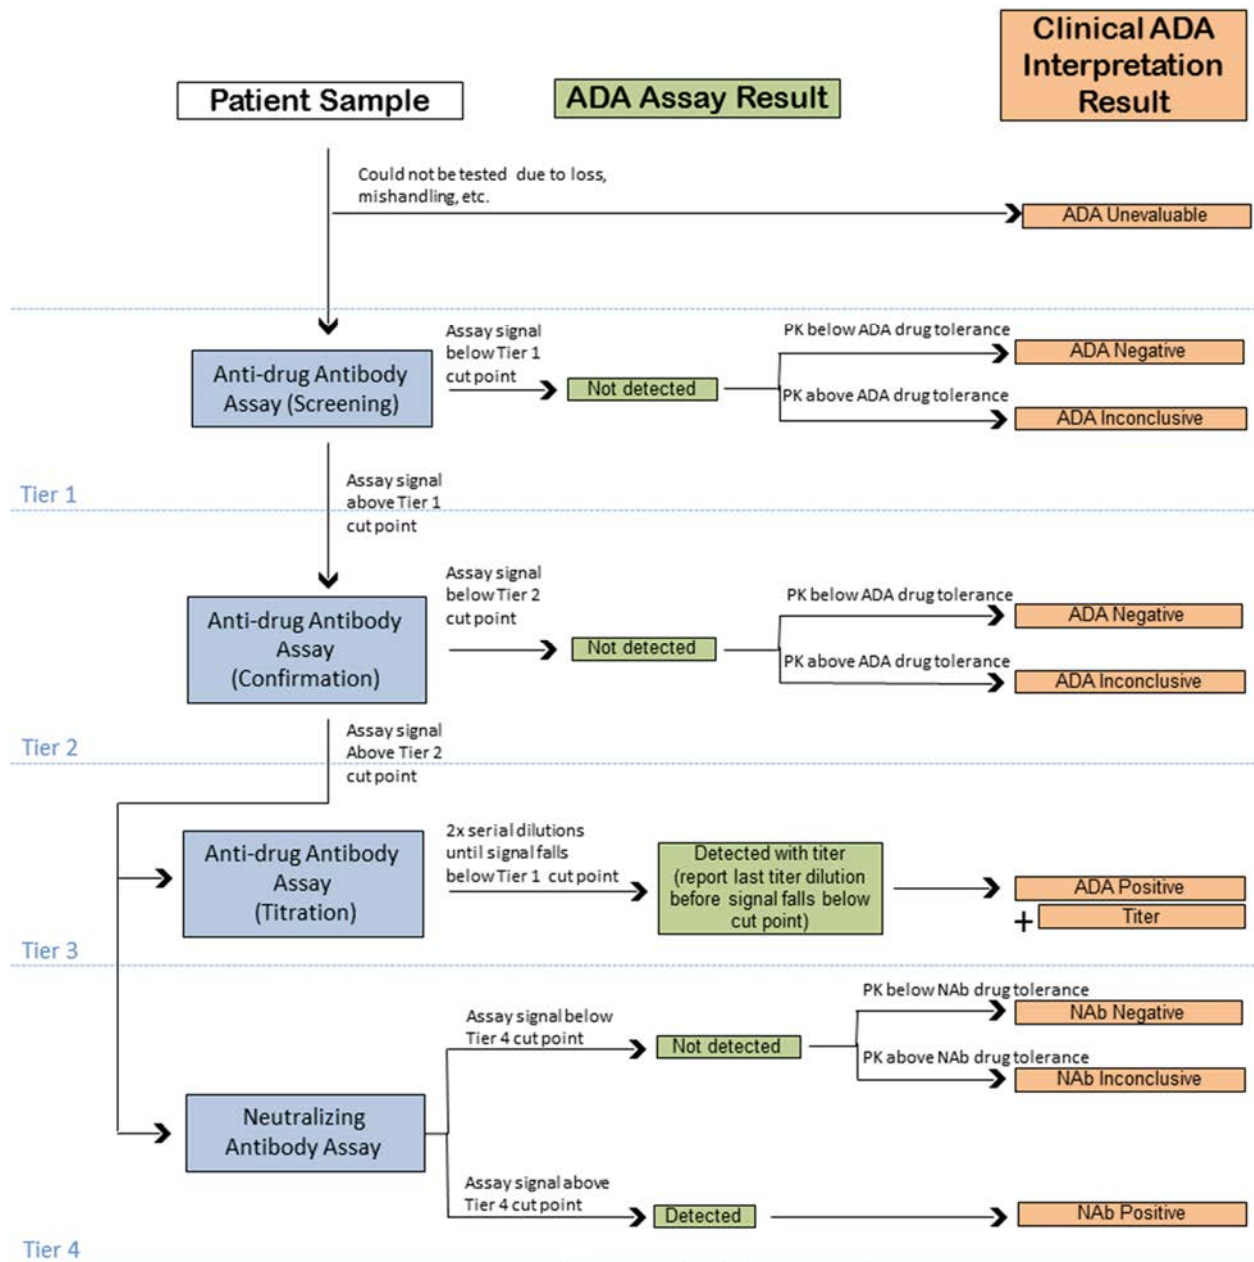 Patient Sample
ADA Assay Result
Clinical ADA
Interpretation
Result
Could not be tested due to loss,
mishandling, etc.
ADA Unevaluable
Assay signal
below Tier 1
cut point
Anti-drug Antibody
Assay (Screening)
Not detected
PK below ADA drug tolerance
ADA Negative
PK above ADA drug tolerance
ADA Inconclusive
Assay signal
above Tier 1
cut point
Tier 1
Assay signal
below Tier 2
cut point
Anti-drug Antibody
Assay
(Confirmation)
Not detected
PK below ADA drug tolerance
ADA Negative
PK above ADA drug tolerance
ADA Inconclusive
Assay signal
Above Tier 2
cut point
Tier 2
Anti-drug Antibody
Assay
(Titration)
2x serial dilutions
until signal falls
below Tier 1 cut point
Detected with titer
(report last titer dilution
before signal falls below
cut point)
ADA Positive
+ Titer
Tier 3
Assay signal below
Tier 4 cut point
Not detected
PK below NAb drug tolerance
NAb Negative
PK above NAb drug tolerance
NAb Inconclusive
Neutralizing
Antibody Assay
Assay signal above
Tier 4 cut point
Detected
NAb Positive
Tier 4